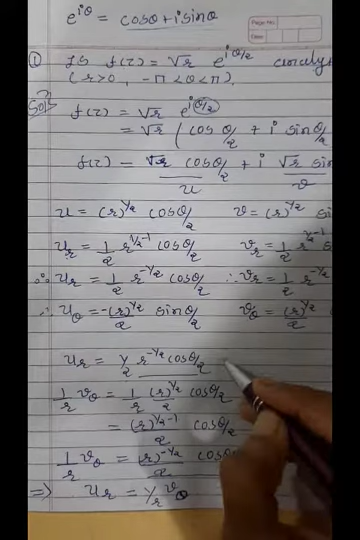 e^{iθ} = cosθ + i sinθ
Page No.
① Is f(z) = √r e^{iθ/2}
(r>0, -π<θ<π).
Sol? f(z) = √r e^{iθ/2}
= √r (cos θ/2 + i sin θ/2
f(z) = √r cos θ/2 + i √r sin
u v
u = (r)^{1/2} cos θ/2 v = (r)^{1/2}
u_r = 1/2 r^{1/2-1} cos θ/2 v_r = 1/2 r^{1/2-1}
∴ u_r = 1/2 r^{-1/2} cos θ/2 ∴ v_r = 1/2 r^{-1/2}
∴ u_θ = -(r)^{1/2}/2 sin θ/2 v_θ = (r)^{1/2}/2
u_r = 1/2 r^{-1/2} cos θ/2
1/r v_θ = 1/r (r)^{1/2}/2 cos θ/2
= (r)^{1/2-1}/2 cos θ/2
1/r v_θ = (r)^{-1/2}/2 cos
⇒ u_r = 1/r v_θ